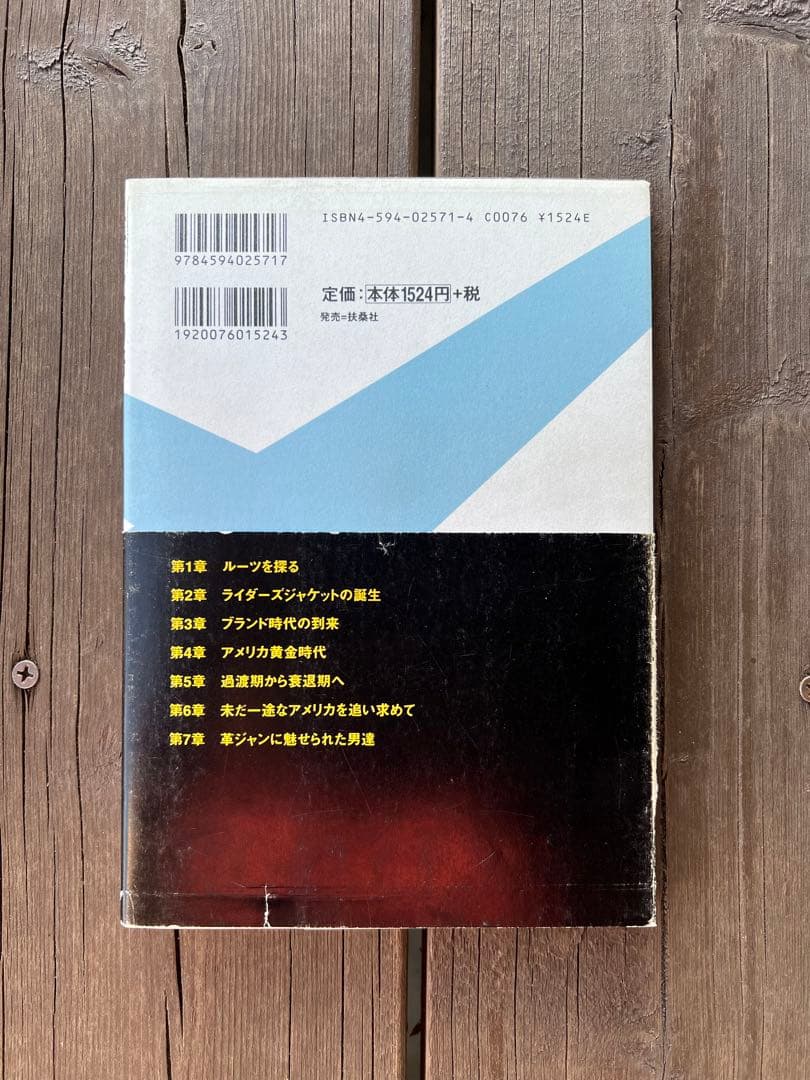 ISBN4-594-02571-4 C0076 ¥1524E
9784594025717
定価：本体1524円+税
発売=扶桑社
1920076015243
第1章 ルーツを探る
第2章 ライダーズジャケットの誕生
第3章 ブランド時代の到来
第4章 アメリカ黄金時代
第5章 過渡期から衰退期へ
第6章 未だ一途なアメリカを追い求めて
第7章 革ジャンに魅せられた男達